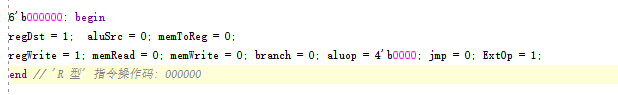 6'b000000: begin
regDst = 1;  aluSrc = 0; memToReg = 0;
regWrite = 1; memRead = 0; memWrite = 0; branch = 0; aluop = 4'b0000; jmp = 0; ExtOp = 1;
end // 'R 型' 指令操作码: 000000